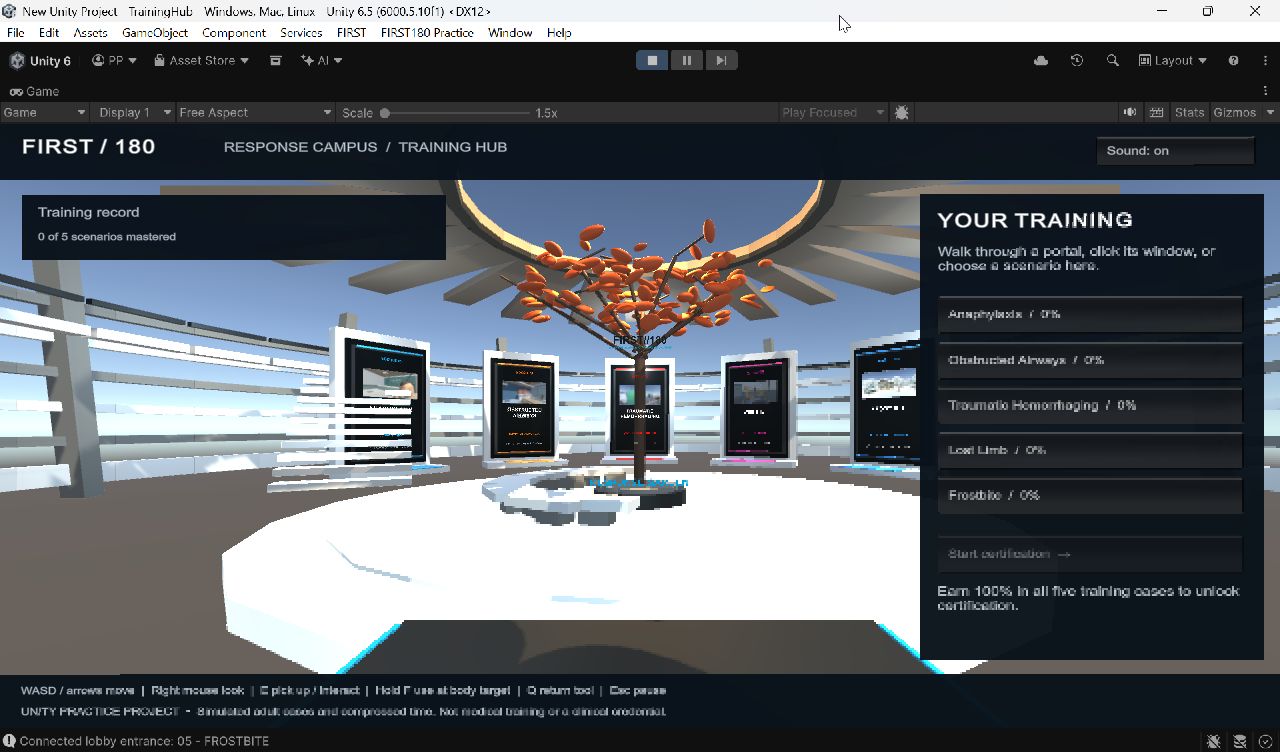 New Unity Project - TrainingHub - Windows, Mac, Linux - Unity 6.5 (6000.5.10f1) <DX12>
File Edit Assets GameObject Component Services FIRST FIRST180 Practice Window Help
Unity 6 PP Asset Store AI Layout
Game
Game Display 1 Free Aspect Scale 1.5x Play Focused Stats Gizmos
FIRST / 180 RESPONSE CAMPUS / TRAINING HUB Sound: on
Training record
0 of 5 scenarios mastered
YOUR TRAINING
Walk through a portal, click its window, or
choose a scenario here.
Anaphylaxis / 0%
Obstructed Airways / 0%
Traumatic Hemorrhaging / 0%
Lost Limb / 0%
Frostbite / 0%
Start certification →
Earn 100% in all five training cases to unlock
certification.
FIRST/180
OBSTRUCTED
AIRWAYS
TRAUMATIC
HEMORRHAGING
WASD / arrows move | Right mouse look | E pick up / interact | Hold F use at body target | Q return tool | Esc pause
UNITY PRACTICE PROJECT - Simulated adult cases and compressed time. Not medical training or a clinical credential.
Connected lobby entrance: 05 - FROSTBITE